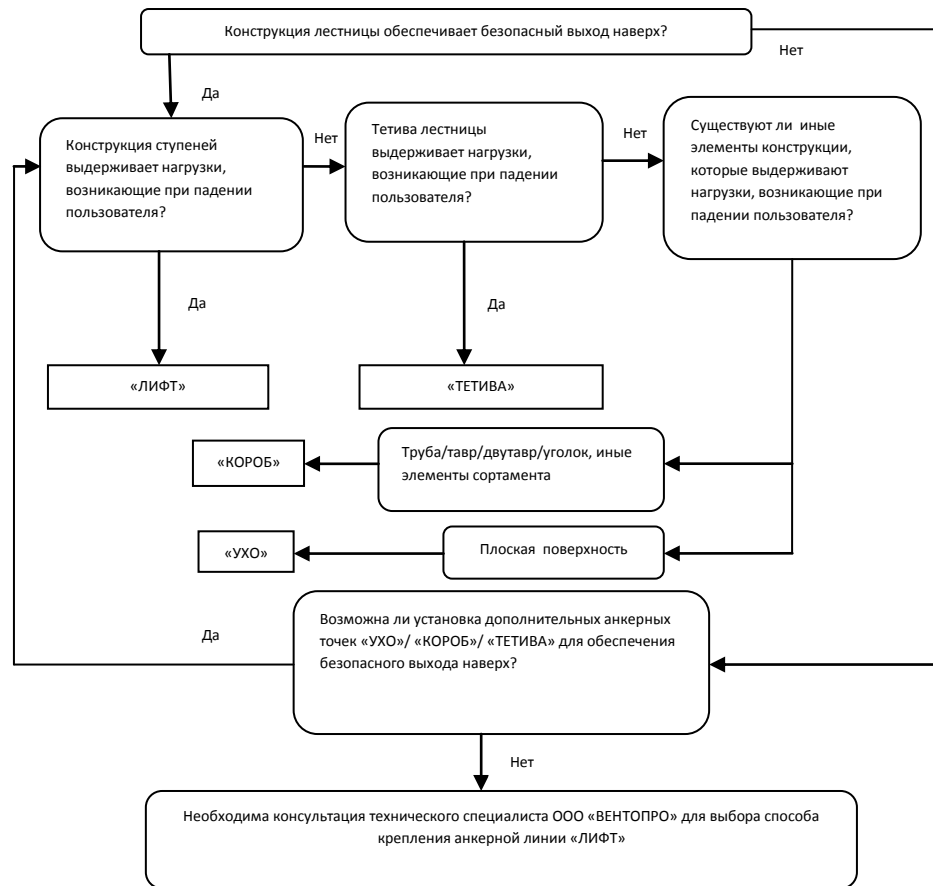 Конструкция лестницы обеспечивает безопасный выход наверх?
Нет
Да
Конструкция ступеней
выдерживает нагрузки,
возникающие при падении
пользователя?
Нет
Тетива лестницы
выдерживает нагрузки,
возникающие при падении
пользователя?
Нет
Существуют ли иные
элементы конструкции,
которые выдерживают
нагрузки, возникающие при
падении пользователя?
Да
Да
«ЛИФТ»
«ТЕТИВА»
«КОРОБ»
Труба/тавр/двутавр/уголок, иные
элементы сортамента
«УХО»
Плоская поверхность
Да
Возможна ли установка дополнительных анкерных
точек «УХО»/ «КОРОБ»/ «ТЕТИВА» для обеспечения
безопасного выхода наверх?
Нет
Необходима консультация технического специалиста ООО «ВЕНТОПРО» для выбора способа
крепления анкерной линии «ЛИФТ»